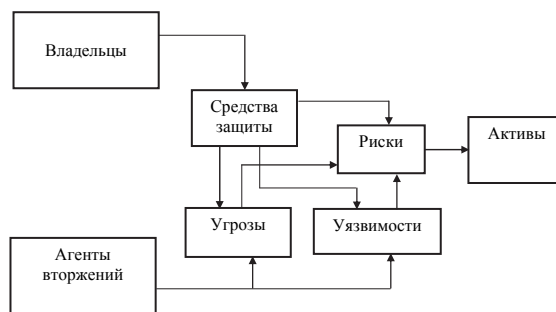 Владельцы
Средства
защиты
Риски
Активы
Угрозы
Уязвимости
Агенты
вторжений